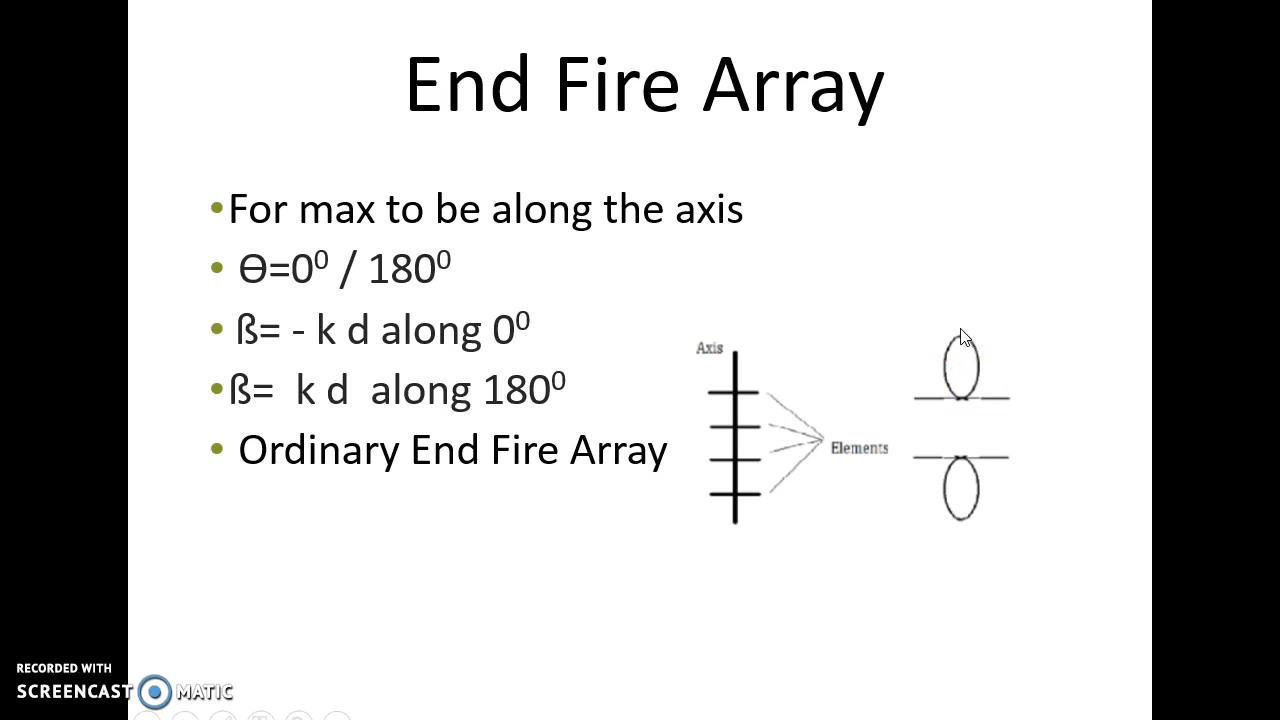 End Fire Array
•For max to be along the axis
• ϴ=0⁰ / 180⁰
• ß= - k d along 0⁰
•ß=  k d  along 180⁰
• Ordinary End Fire Array
Axis
Elements
RECORDED WITH
SCREENCAST MATIC